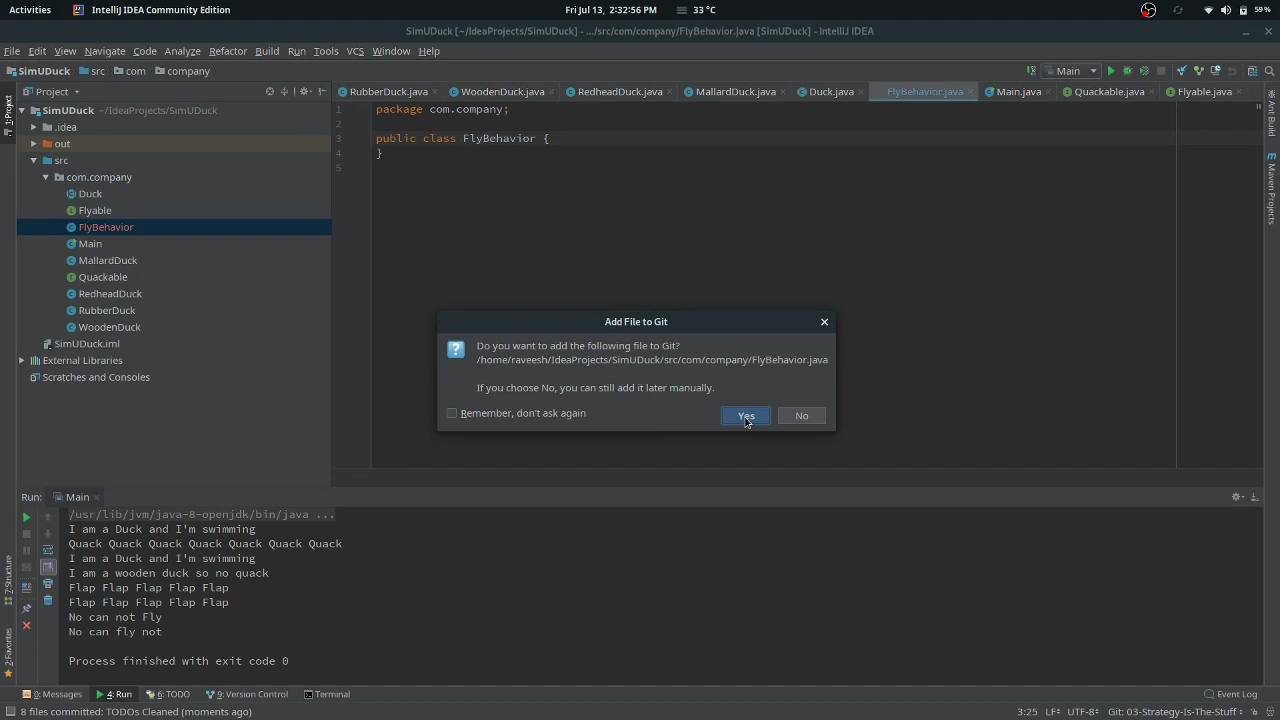 Activities
IntelliJ IDEA Community Edition
Fri Jul 13, 2:32:56 PM
33 °C
59%
SimUDuck [~/IdeaProjects/SimUDuck] - .../src/com/company/FlyBehavior.java [SimUDuck] - IntelliJ IDEA
File Edit View Navigate Code Analyze Refactor Build Run Tools VCS Window Help
SimUDuck src com company
Main
Project
RubberDuck.java WoodenDuck.java RedheadDuck.java MallardDuck.java Duck.java FlyBehavior.java Main.java Quackable.java Flyable.java
1: Project
SimUDuck ~/IdeaProjects/SimUDuck
.idea
out
src
com.company
Duck
Flyable
FlyBehavior
Main
MallardDuck
Quackable
RedheadDuck
RubberDuck
WoodenDuck
SimUDuck.iml
External Libraries
Scratches and Consoles
1 package com.company;
2
3 public class FlyBehavior {
4 }
5
Ant Build
Maven Projects
Add File to Git
Do you want to add the following file to Git?
/home/raveesh/IdeaProjects/SimUDuck/src/com/company/FlyBehavior.java
If you choose No, you can still add it later manually.
Remember, don't ask again
Yes
No
Run: Main
/usr/lib/jvm/java-8-openjdk/bin/java ...
I am a Duck and I'm swimming
Quack Quack Quack Quack Quack Quack Quack
I am a Duck and I'm swimming
I am a wooden duck so no quack
Flap Flap Flap Flap Flap
Flap Flap Flap Flap Flap
No can not Fly
No can fly not
Process finished with exit code 0
7: Structure
2: Favorites
0: Messages 4: Run 6: TODO 9: Version Control Terminal
Event Log
8 files committed: TODOs Cleaned (moments ago)
3:25 LF÷ UTF-8÷ Git: 03-Strategy-Is-The-Stuff÷